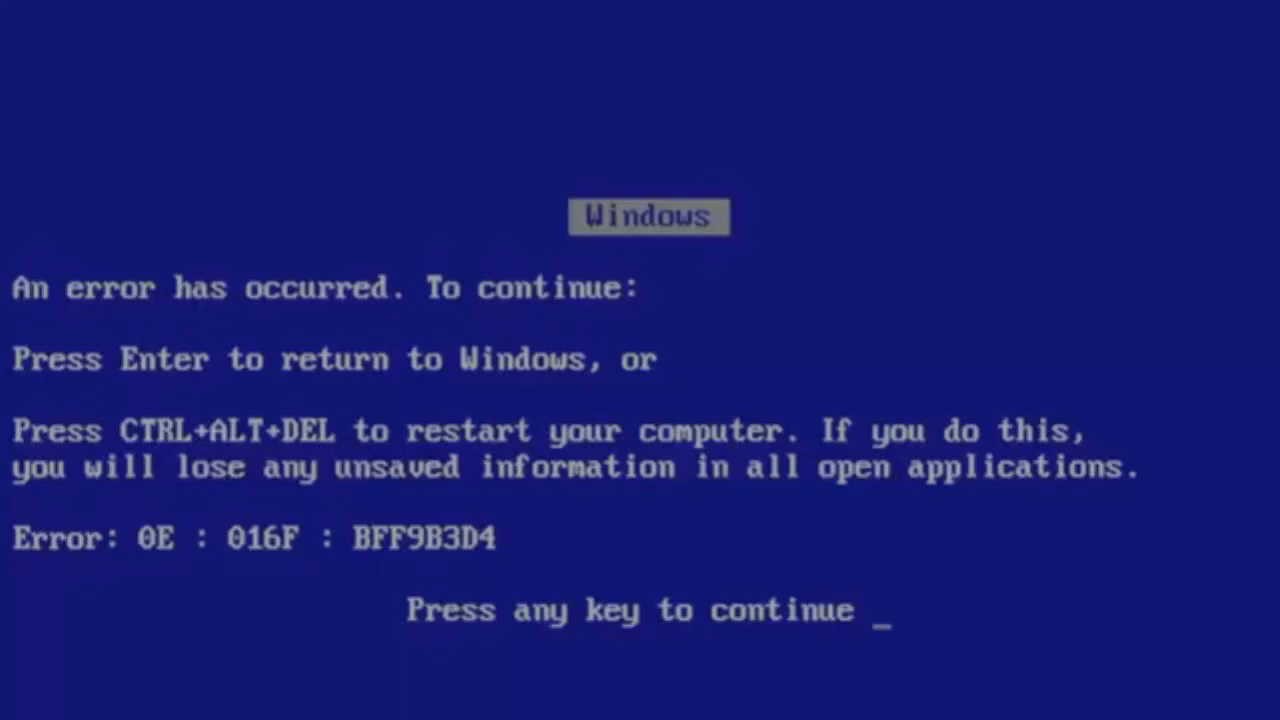 Windows
An error has occurred. To continue:
Press Enter to return to Windows, or
Press CTRL+ALT+DEL to restart your computer. If you do this,
you will lose any unsaved information in all open applications.
Error: 0E : 016F : BFF9B3D4
Press any key to continue _